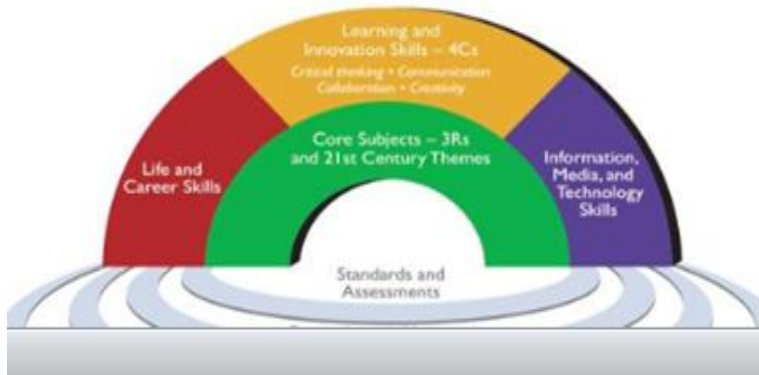 Learning and
Innovation Skills – 4Cs
Critical thinking • Communication
Collaboration • Creativity
Core Subjects – 3Rs
and 21st Century Themes
Life and
Career Skills
Information,
Media, and
Technology
Skills
Standards and
Assessments